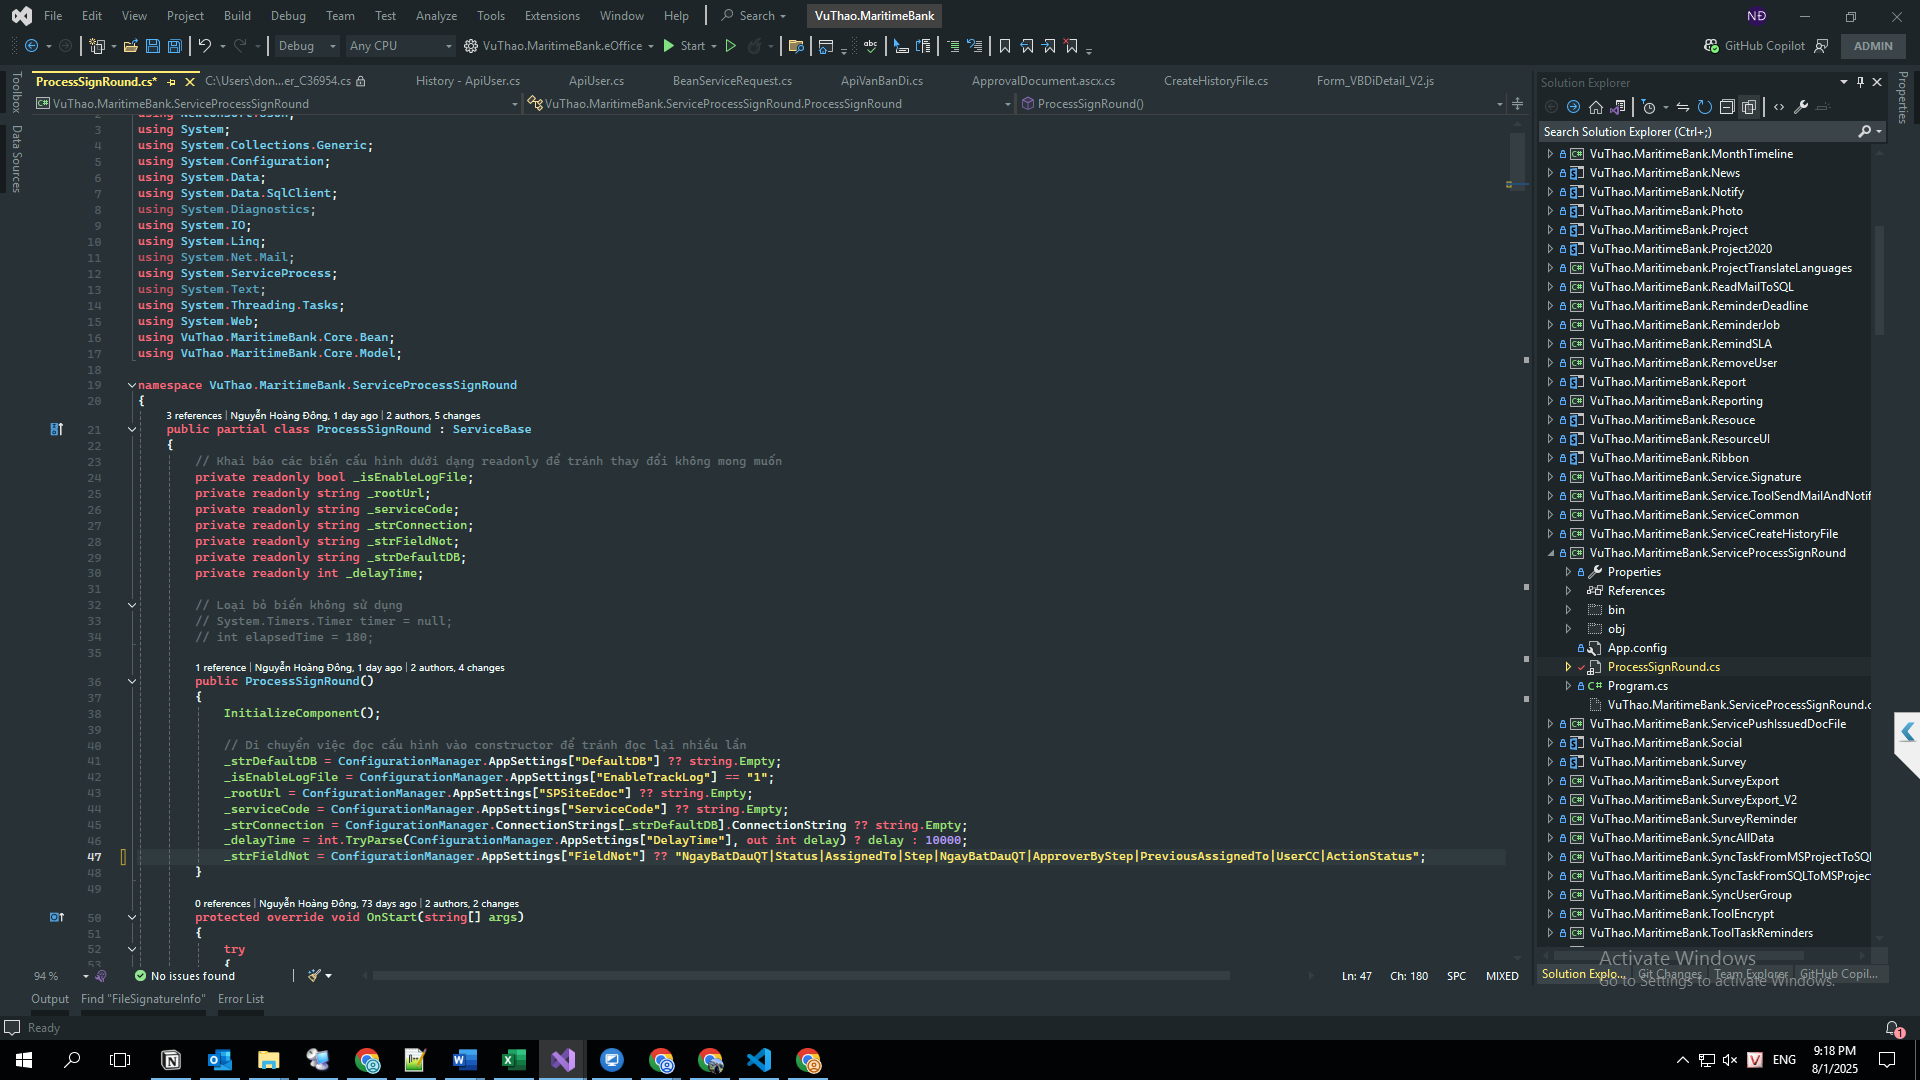 File Edit View Project Build Debug Team Test Analyze Tools Extensions Window Help Search VuThao.MaritimeBank NĐ
Debug Any CPU VuThao.MaritimeBank.eOffice Start GitHub Copilot ADMIN
Toolbox
Data Sources
ProcessSignRound.cs* C:\Users\don...er_C36954.cs History - ApiUser.cs ApiUser.cs BeanServiceRequest.cs ApiVanBanDi.cs ApprovalDocument.ascx.cs CreateHistoryFile.cs Form_VBDiDetail_V2.js
VuThao.MaritimeBank.ServiceProcessSignRound VuThao.MaritimeBank.ServiceProcessSignRound.ProcessSignRound ProcessSignRound()
2 using Newtonsoft.Json;
3 using System;
4 using System.Collections.Generic;
5 using System.Configuration;
6 using System.Data;
7 using System.Data.SqlClient;
8 using System.Diagnostics;
9 using System.IO;
10 using System.Linq;
11 using System.Net.Mail;
12 using System.ServiceProcess;
13 using System.Text;
14 using System.Threading.Tasks;
15 using System.Web;
16 using VuThao.MaritimeBank.Core.Bean;
17 using VuThao.MaritimeBank.Core.Model;
18
19 namespace VuThao.MaritimeBank.ServiceProcessSignRound
20 {
3 references | Nguyễn Hoàng Đông, 1 day ago | 2 authors, 5 changes
21 public partial class ProcessSignRound : ServiceBase
22 {
23 // Khai báo các biến cấu hình dưới dạng readonly để tránh thay đổi không mong muốn
24 private readonly bool _isEnableLogFile;
25 private readonly string _rootUrl;
26 private readonly string _serviceCode;
27 private readonly string _strConnection;
28 private readonly string _strFieldNot;
29 private readonly string _strDefaultDB;
30 private readonly int _delayTime;
31
32 // Loại bỏ biến không sử dụng
33 // System.Timers.Timer timer = null;
34 // int elapsedTime = 180;
35
1 reference | Nguyễn Hoàng Đông, 1 day ago | 2 authors, 4 changes
36 public ProcessSignRound()
37 {
38 InitializeComponent();
39
40 // Di chuyển việc đọc cấu hình vào constructor để tránh đọc lại nhiều lần
41 _strDefaultDB = ConfigurationManager.AppSettings["DefaultDB"] ?? string.Empty;
42 _isEnableLogFile = ConfigurationManager.AppSettings["EnableTrackLog"] == "1";
43 _rootUrl = ConfigurationManager.AppSettings["SPSiteEdoc"] ?? string.Empty;
44 _serviceCode = ConfigurationManager.AppSettings["ServiceCode"] ?? string.Empty;
45 _strConnection = ConfigurationManager.ConnectionStrings[_strDefaultDB].ConnectionString ?? string.Empty;
46 _delayTime = int.TryParse(ConfigurationManager.AppSettings["DelayTime"], out int delay) ? delay : 10000;
47 _strFieldNot = ConfigurationManager.AppSettings["FieldNot"] ?? "NgayBatDauQT|Status|AssignedTo|Step|NgayBatDauQT|ApproverByStep|PreviousAssignedTo|UserCC|ActionStatus";
48 }
49
0 references | Nguyễn Hoàng Đông, 73 days ago | 2 authors, 2 changes
50 protected override void OnStart(string[] args)
51 {
52 try
53 {
94 % No issues found Ln: 47 Ch: 180 SPC MIXED
Output Find "FileSignatureInfo" Error List
Ready
Solution Explorer
Search Solution Explorer (Ctrl+;)
VuThao.MaritimeBank.MonthTimeline
VuThao.MaritimeBank.News
VuThao.MaritimeBank.Notify
VuThao.MaritimeBank.Photo
VuThao.MaritimeBank.Project
VuThao.MaritimeBank.Project2020
VuThao.MaritimeBank.ProjectTranslateLanguages
VuThao.MaritimeBank.ReadMailToSQL
VuThao.MaritimeBank.ReminderDeadline
VuThao.MaritimeBank.ReminderJob
VuThao.MaritimeBank.RemindSLA
VuThao.MaritimeBank.RemoveUser
VuThao.MaritimeBank.Report
VuThao.MaritimeBank.Reporting
VuThao.MaritimeBank.Resouce
VuThao.MaritimeBank.ResourceUI
VuThao.MaritimeBank.Ribbon
VuThao.MaritimeBank.Service.Signature
VuThao.MaritimeBank.Service.ToolSendMailAndNotif
VuThao.MaritimeBank.ServiceCommon
VuThao.MaritimeBank.ServiceCreateHistoryFile
VuThao.MaritimeBank.ServiceProcessSignRound
Properties
References
bin
obj
App.config
ProcessSignRound.cs
Program.cs
VuThao.MaritimeBank.ServiceProcessSignRound.c
VuThao.MaritimeBank.ServicePushIssuedDocFile
VuThao.MaritimeBank.Social
VuThao.MaritimeBank.Survey
VuThao.MaritimeBank.SurveyExport
VuThao.MaritimeBank.SurveyExport_V2
VuThao.MaritimeBank.SurveyReminder
VuThao.MaritimeBank.SyncAllData
VuThao.MaritimeBank.SyncTaskFromMSProjectToSQL
VuThao.MaritimeBank.SyncTaskFromSQLToMSProjec
VuThao.MaritimeBank.SyncUserGroup
VuThao.MaritimeBank.ToolEncrypt
VuThao.MaritimeBank.ToolTaskReminders
Solution Explo... Git Changes Team Explorer GitHub Copil...
Properties
Activate Windows
Go to Settings to activate Windows.
1
ENG
9:18 PM
8/1/2025